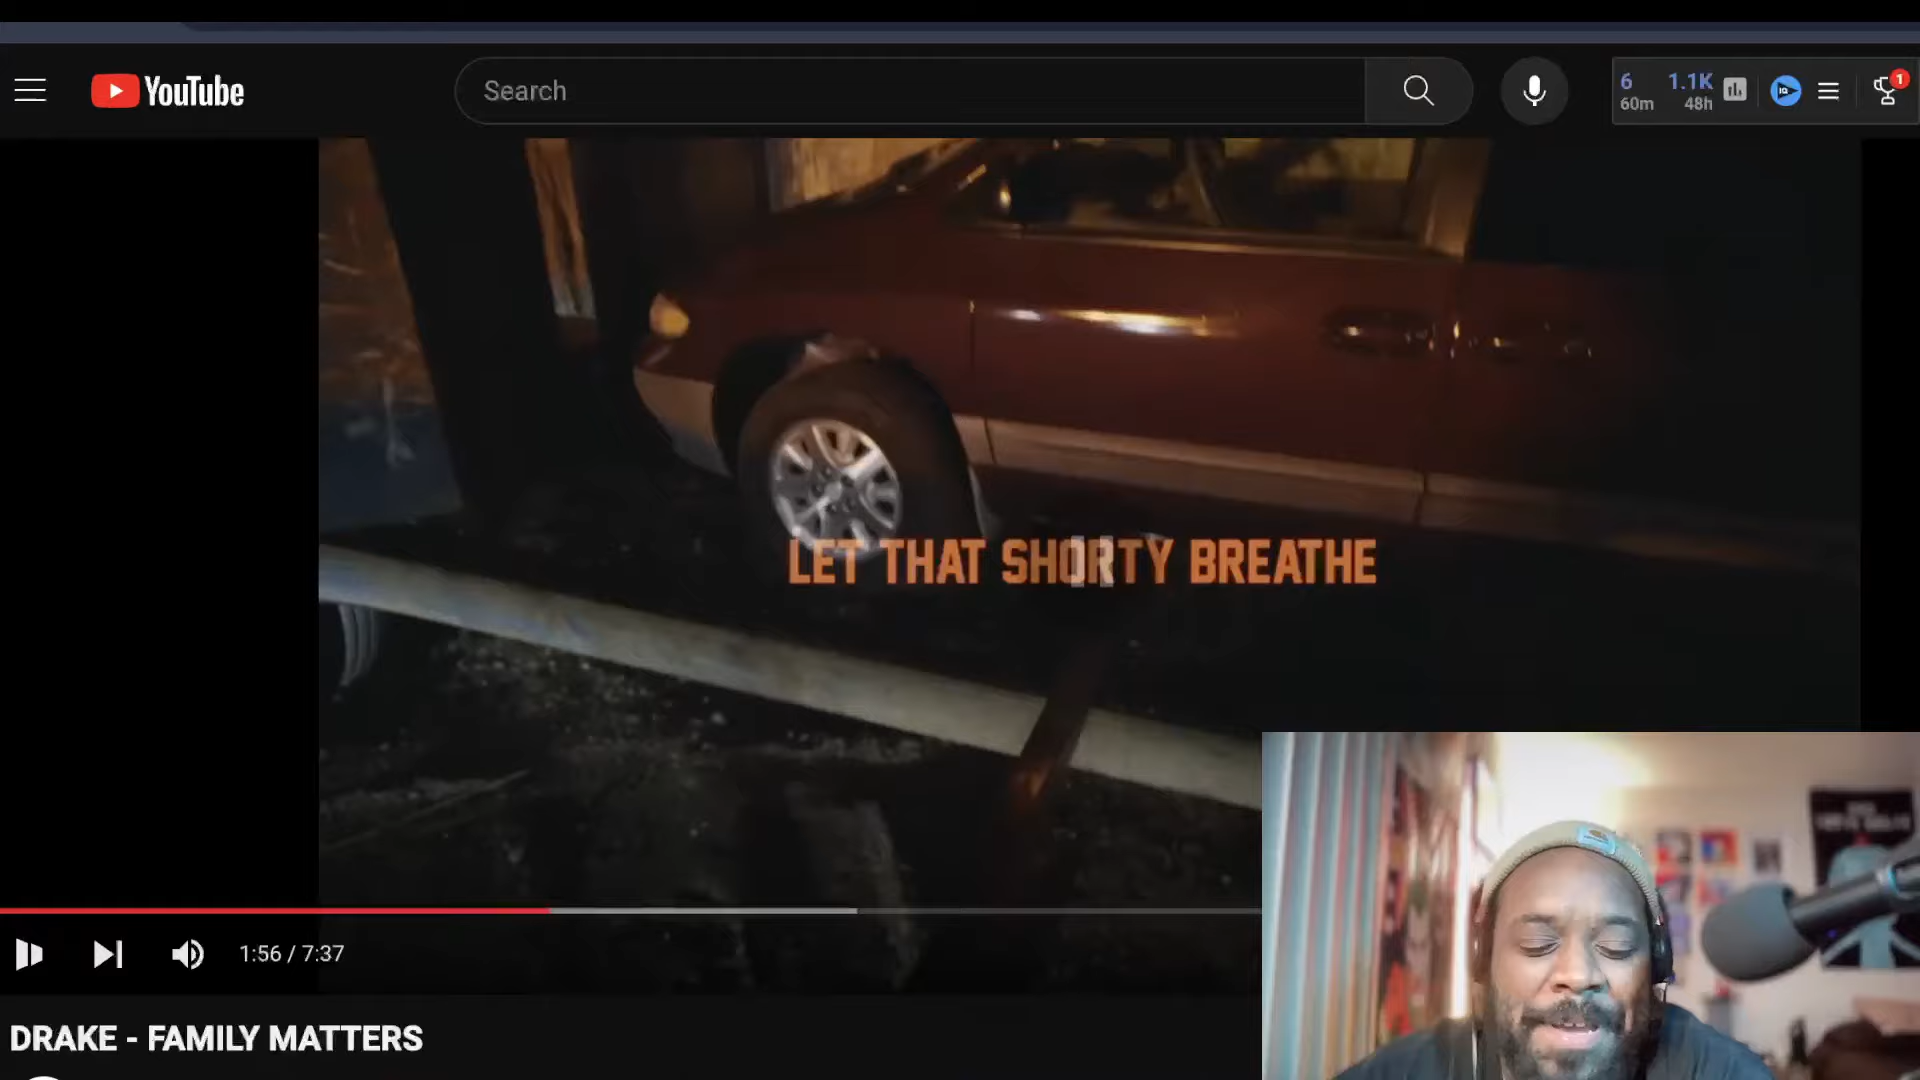 YouTube
Search
6
1.1K
60m
48h
1
LET THAT SHORTY BREATHE
1:56 / 7:37
DRAKE - FAMILY MATTERS